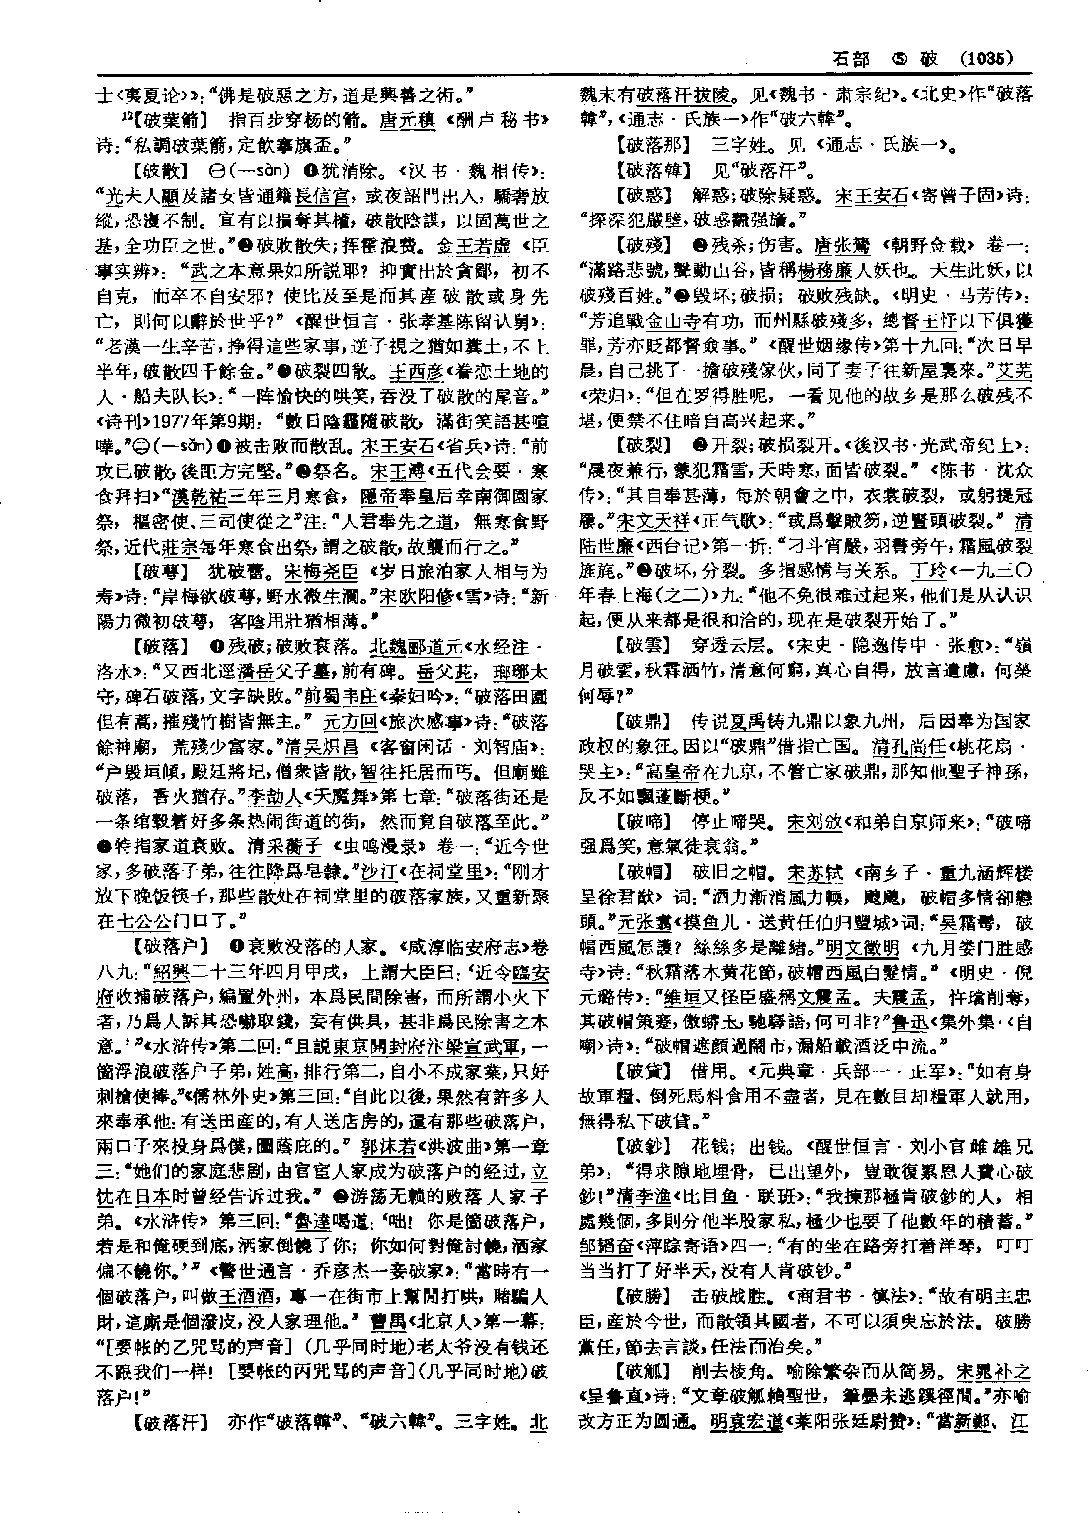 石部 ⑤ 破 (1035)
士〈夷夏论〉》:“佛是破惡之方,道是興善之術。”
¹²【破葉箭】 指百步穿杨的箭。唐元稹《酬卢秘书》
诗:“私調破葉箭,定飲搴旗盃。”
【破散】 ㊀(—sàn) ❶犹消除。《汉书·魏相传》:
“光夫人顯及諸女皆通籍長信宫,或夜詔門出入,驕奢放
縱,恐濅不制。宜有以損奪其權,破散陰謀,以固萬世之
基,全功臣之世。”❷破败散失;挥霍浪费。金王若虚《臣
事实辨》:“武之本意果如所説耶?抑實出於貪鄙,初不
自克,而卒不自安邪?使比及至是而其産破散或身先
亡,則何以辭於世乎?”《醒世恒言·张孝基陈留认舅》:
“老漢一生辛苦,挣得這些家事,逆子視之猶如糞土,不上
半年,破散四千餘金。”❸破裂四散。王西彦《眷恋土地的
人·船夫队长》:“一阵愉快的哄笑,吞没了破散的尾音。”
《诗刊》1977年第9期:“數日陰霾隨破散,滿街笑語甚喧
嘩。”㊁(—sǎn)❶被击败而散乱。宋王安石《省兵》诗:“前
攻已破散,後距方完堅。”❷祭名。宋王溥《五代会要·寒
食拜扫》“漢乾祐三年三月寒食,隱帝奉皇后幸南御園家
祭,樞密使、三司使從之”注:“人君奉先之道,無寒食野
祭,近代莊宗每年寒食出祭,謂之破散,故襲而行之。”
【破萼】 犹破蕾。宋梅尧臣《岁日旅泊家人相与为
寿》诗:“岸梅欲破萼,野水微生瀾。”宋欧阳修《雪》诗:“新
陽力微初破萼,客陰用壯猶相薄。”
【破落】 ❶残破;破败衰落。北魏郦道元《水经注·
洛水》:“又西北逕潘岳父子墓,前有碑。岳父茈,琅琊太
守,碑石破落,文字缺敗。”前蜀韦庄《秦妇吟》:“破落田園
但有蒿,摧殘竹樹皆無主。”元方回《旅次感事》诗:“破落
餘神廟,荒殘少富家。”清吴炽昌《客窗闲话·刘智庙》:
“户毁垣傾,殿廷將圮,僧衆皆散,智往托居而丐。但廟雖
破落,香火猶存。”李劼人《天魔舞》第七章:“破落街还是
一条绾毂着好多条热闹街道的街,然而竟自破落至此。”
❷特指家道衰败。清采蘅子《虫鸣漫录》卷一:“近今世
家,多破落子弟,往往降爲皂隸。”沙汀《在祠堂里》:“刚才
放下晚饭筷子,那些散处在祠堂里的破落家族,又重新聚
在七公公门口了。”
【破落户】 ❶衰败没落的人家。《咸淳临安府志》卷
八九:“紹興二十三年四月甲戌,上謂大臣曰:‘近今臨安
府收捕破落户,編置外州,本爲民間除害,而所謂小火下
者,乃爲人訴其恐嚇取錢,妄有供具,甚非爲民除害之本
意。’”《水浒传》第二回:“且説東京開封府汴梁宣武軍,一
箇浮浪破落户子弟,姓高,排行第二,自小不成家業,只好
刺槍使棒。”《儒林外史》第三回:“自此以後,果然有許多人
來奉承他:有送田産的,有人送店房的,還有那些破落户,
兩口子來投身爲僕,圖蔭庇的。”郭沫若《洪波曲》第一章
三:“她们的家庭悲剧,由官宦人家成为破落户的经过,立
忱在日本时曾经告诉过我。”❷游荡无赖的败落人家子
弟。《水浒传》第三回:“魯達喝道:‘咄!你是箇破落户,
若是和俺硬到底,洒家倒饒了你;你如何對俺討饒,洒家
偏不饒你。’”《警世通言·乔彦杰一妾破家》:“當時有一
個破落户,叫做王酒酒,專一在街市上幫閒打哄,賭騙人
財,這厮是個潑皮,没人家理他。”曹禺《北京人》第一幕:
“[要帐的乙咒骂的声音](几乎同时地)老太爷没有钱还
不跟我们一样![要帐的丙咒骂的声音](几乎同时地)破
落户!”
【破落汗】 亦作“破落韓”、“破六韓”。三字姓。北
魏末有破落汗拔陵。见《魏书·肃宗纪》。《北史》作“破落
韓”,《通志·氏族一》作“破六韓”。
【破落那】 三字姓。见《通志·氏族一》。
【破落韓】 见“破落汗”。
【破惑】 解惑;破除疑惑。宋王安石《寄曾子固》诗:
“探深犯嚴壁,破惑翻强旝。”
【破殘】 ❶残杀;伤害。唐张鷟《朝野佥载》卷一:
“滿路悲號,聲動山谷,皆稱楊務廉人妖也。天生此妖,以
破殘百姓。”❷毁坏;破损;破败残缺。《明史·马芳传》:
“芳追戰金山寺有功,而州縣破殘多,總督王忬以下俱獲
罪,芳亦貶都督僉事。”《醒世姻缘传》第十九回:“次日早
晨,自己挑了一擔破殘傢伙,同了妻子往新屋裏來。”艾芜
《荣归》:“但在罗得胜呢,一看见他的故乡是那么破残不
堪,便禁不住暗自高兴起来。”
【破裂】 ❶开裂;破损裂开。《後汉书·光武帝纪上》:
“晨夜兼行,蒙犯霜雪,天時寒,面皆破裂。”《陈书·沈众
传》:“其自奉甚薄,每於朝會之中,衣裳破裂,或躬提冠
屨。”宋文天祥《正气歌》:“或爲擊賊笏,逆豎頭破裂。”清
陆世廉《西台记》第一折:“刁斗宵嚴,羽書旁午,霜風破裂
旌旄。”❷破坏,分裂。多指感情与关系。丁玲《一九三〇
年春上海(之二)》九:“他不免很难过起来,他们是从认识
起,便从来都是很和洽的,现在是破裂开始了。”
【破雲】 穿透云层。《宋史·隐逸传中·张愈》:“嶺
月破雲,秋霖洒竹,清意何窮,真心自得,放言遺慮,何榮
何辱?”
【破鼎】 传说夏禹铸九鼎以象九州,后因奉为国家
政权的象征。因以“破鼎”借指亡国。清孔尚任《桃花扇·
哭主》:“高皇帝在九京,不管亡家破鼎,那知他聖子神孫,
反不如飄蓬斷梗。”
【破啼】 停止啼哭。宋刘攽《和弟自京师来》:“破啼
强爲笑,意氣徒衰翁。”
【破帽】 破旧之帽。宋苏轼《南乡子·重九涵辉楼
呈徐君猷》词:“酒力漸消風力輭,颼颼,破帽多情卻戀
頭。”元张翥《摸鱼儿·送黄任伯归豐城》词:“吳霜鬢,破
帽西風怎護?絲絲多是離緒。”明文徵明《九月娄门胜感
寺》诗:“秋霜落木黄花節,破帽西風白髮情。”《明史·倪
元璐传》:“維垣又怪臣盛稱文震孟。夫震孟,忤璫削奪,
其破帽策蹇,傲蟒玉,馳驛語,何可非?”鲁迅《集外集·〈自
嘲〉诗》:“破帽遮顔過鬧市,漏船載酒泛中流。”
【破貸】 借用。《元典章·兵部一·正军》:“如有身
故軍糧、倒死馬料食用不盡者,見在數目却糧軍人就用,
無得私下破貸。”
【破鈔】 花钱;出钱。《醒世恒言·刘小官雌雄兄
弟》:“得求隙地埋骨,已出望外,豈敢復累恩人費心破
鈔!”清李渔《比目鱼·联班》:“我揀那極肯破鈔的人,相
處幾個,多則分他半股家私,極少也要了他數年的積蓄。”
邹韬奋《萍踪寄语》四一:“有的坐在路旁打着洋琴,叮叮
当当打了好半天,没有人肯破钞。”
【破勝】 击破战胜。《商君书·慎法》:“故有明主忠
臣,産於今世,而散領其國者,不可以須臾忘於法。破勝
黨任,節去言談,任法而治矣。”
【破觚】 削去棱角。喻除繁杂而从简易。宋晁补之
《呈鲁直》诗:“文章破觚賴聖世,筆墨未逃蹊徑間。”亦喻
改方正为圆通。明袁宏道《莱阳张廷尉赞》:“當新鄭、江